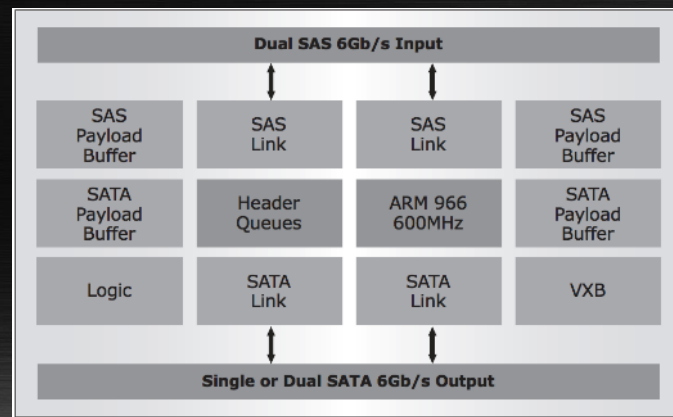 Dual SAS 6Gb/s Input
SAS
Payload
Buffer
SAS
Link
SAS
Link
SAS
Payload
Buffer
SATA
Payload
Buffer
Header
Queues
ARM 966
600MHz
SATA
Payload
Buffer
Logic
SATA
Link
SATA
Link
VXB
Single or Dual SATA 6Gb/s Output